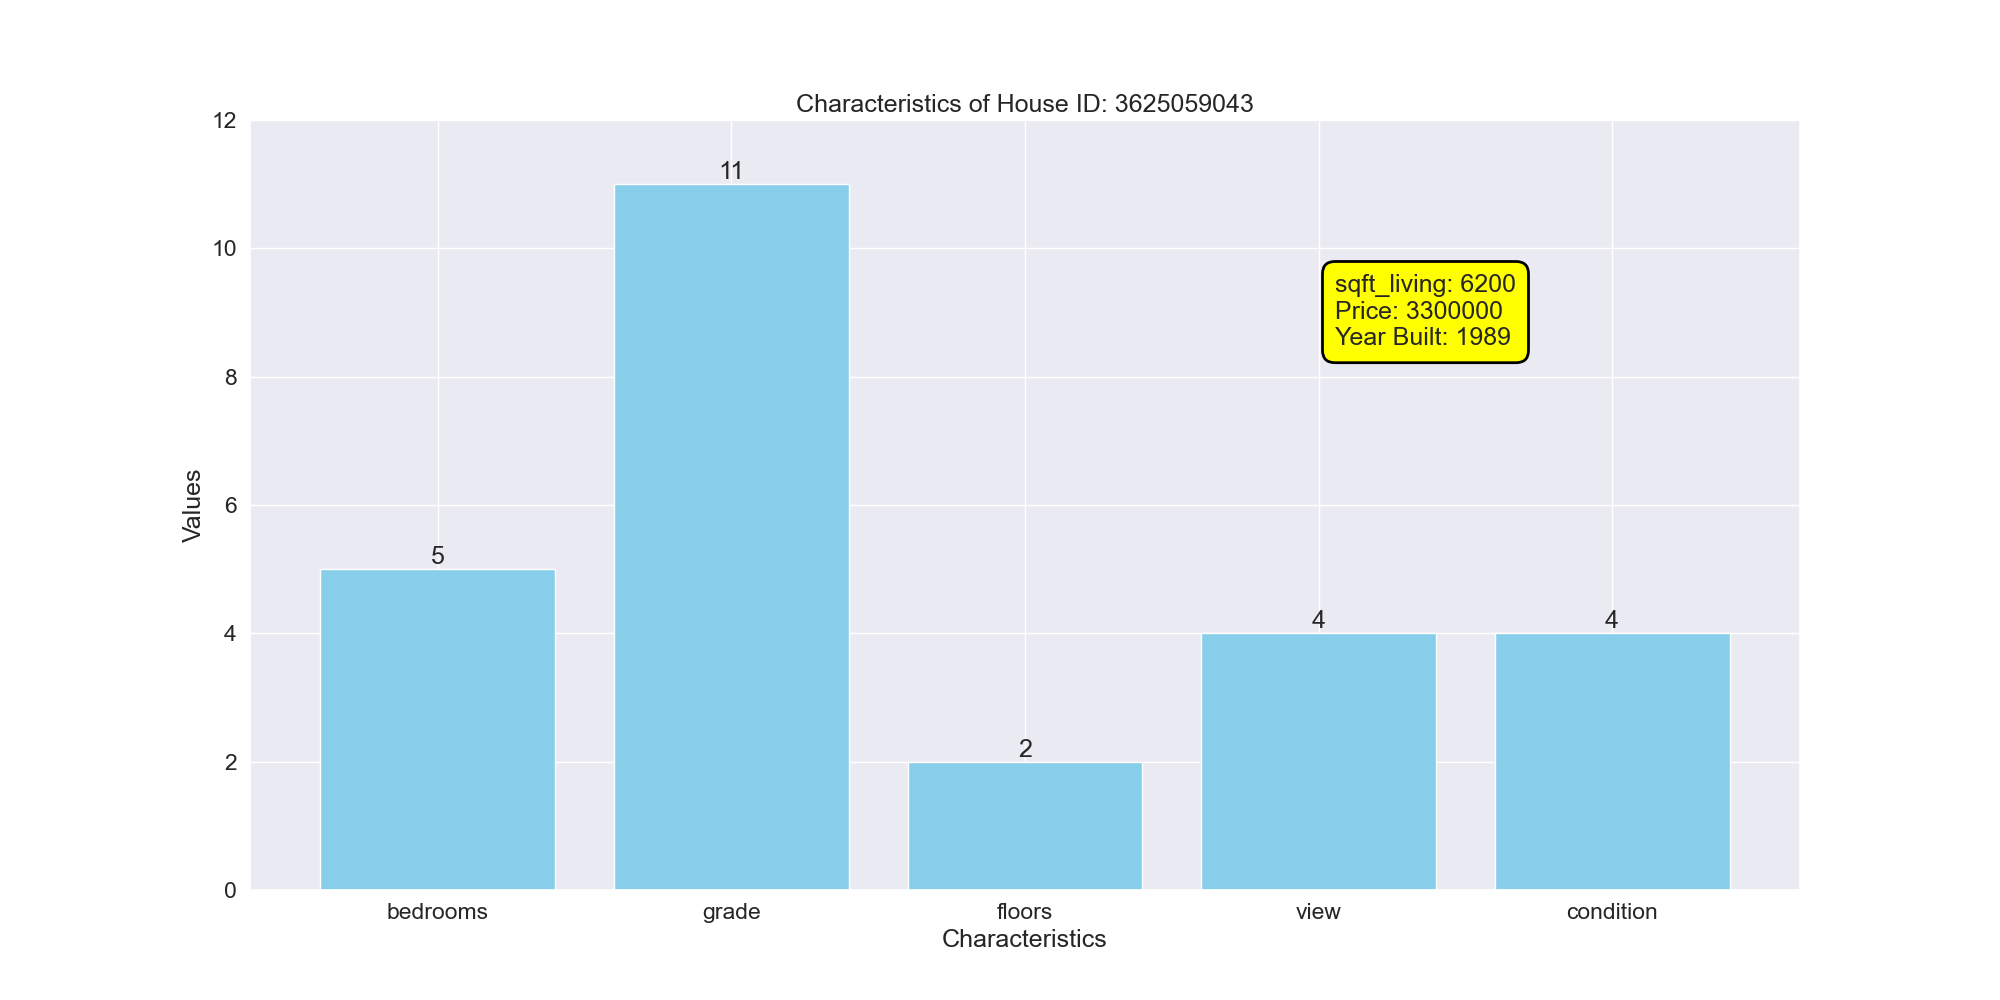 Characteristics of House ID: 3625059043
12
10
8
6
4
2
0
Values
5
11
2
4
4
sqft_living: 6200
Price: 3300000
Year Built: 1989
bedrooms
grade
floors
view
condition
Characteristics